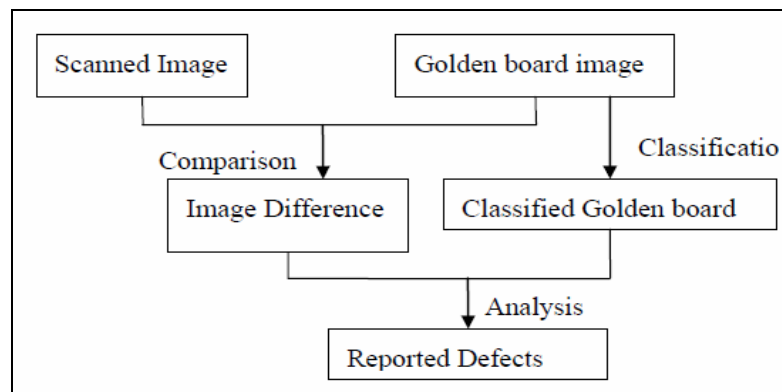 Scanned Image
Golden board image
Comparison
Classificatio
Image Difference
Classified Golden board
Analysis
Reported Defects